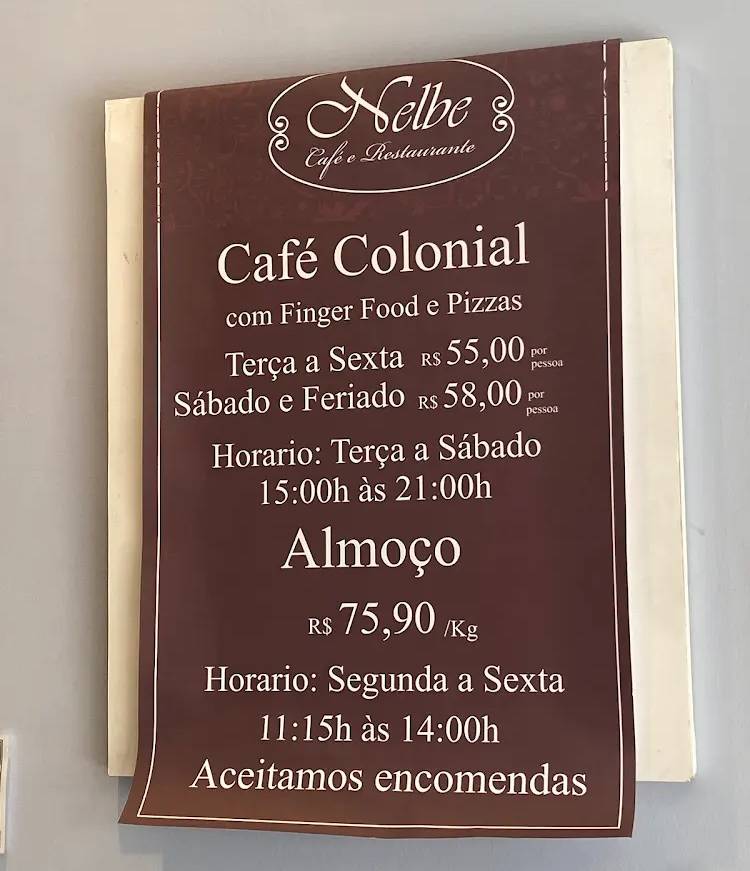 Nelbe
Café e Restaurante
Café Colonial
com Finger Food e Pizzas
Terça a Sexta R$ 55,00 por pessoa
Sábado e Feriado R$ 58,00 por pessoa
Horario: Terça a Sábado
15:00h às 21:00h
Almoço
R$ 75,90 /Kg
Horario: Segunda a Sexta
11:15h às 14:00h
Aceitamos encomendas